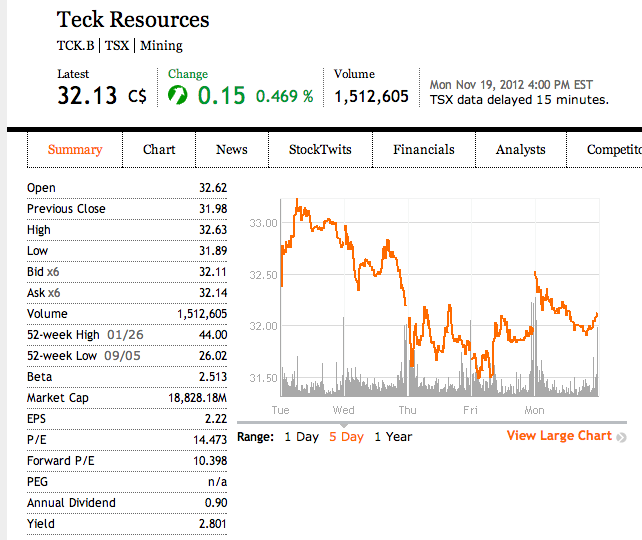 Teck Resources
TCK.B | TSX | Mining
Latest
32.13 C$
Change
0.15 0.469 %
Volume
1,512,605
Mon Nov 19, 2012 4:00 PM EST
TSX data delayed 15 minutes.
Summary Chart News StockTwits Financials Analysts Competito
Open 32.62
Previous Close 31.98
High 32.63
Low 31.89
Bid x6 32.11
Ask x6 32.14
Volume 1,512,605
52-week High 01/26 44.00
52-week Low 09/05 26.02
Beta 2.513
Market Cap 18,828.18M
EPS 2.22
P/E 14.473
Forward P/E 10.398
PEG n/a
Annual Dividend 0.90
Yield 2.801
33.00
32.50
32.00
31.50
Tue Wed Thu Fri Mon
Range: 1 Day 5 Day 1 Year
View Large Chart